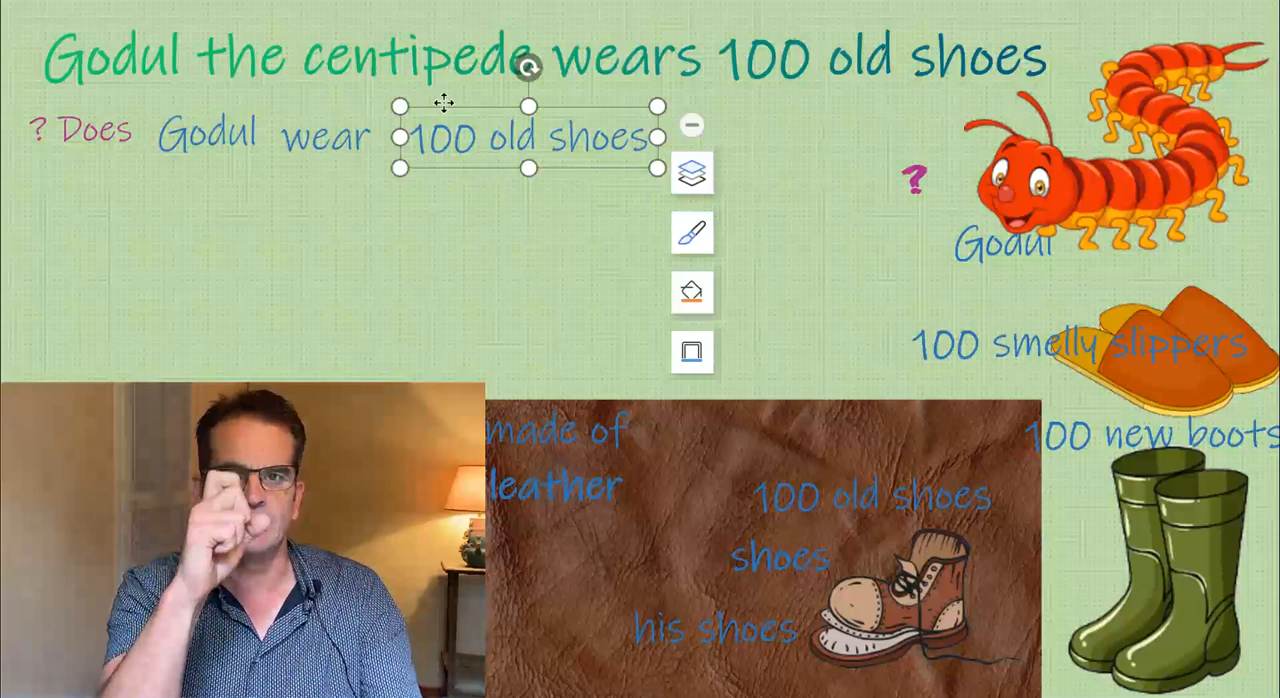 Godul the centipede wears 100 old shoes
? Does Godul wear 100 old shoes
?
Godul
100 smelly slippers
100 new boots
made of
leather
100 old shoes
shoes
his shoes